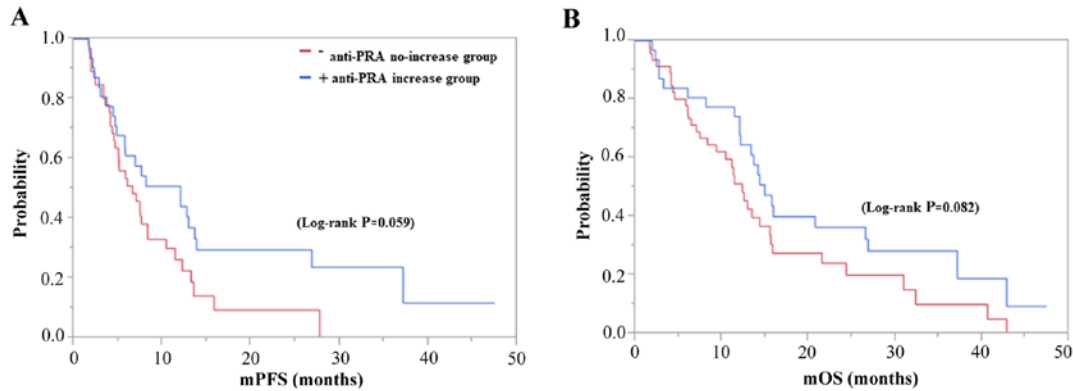 A
Probability
1.0
0.8
0.6
0.4
0.2
0.0
- anti-PRA no-increase group
+ anti-PRA increase group
(Log-rank P=0.059)
0 10 20 30 40 50
mPFS (months)
B
Probability
1.0
0.8
0.6
0.4
0.2
0.0
(Log-rank P=0.082)
0 10 20 30 40 50
mOS (months)